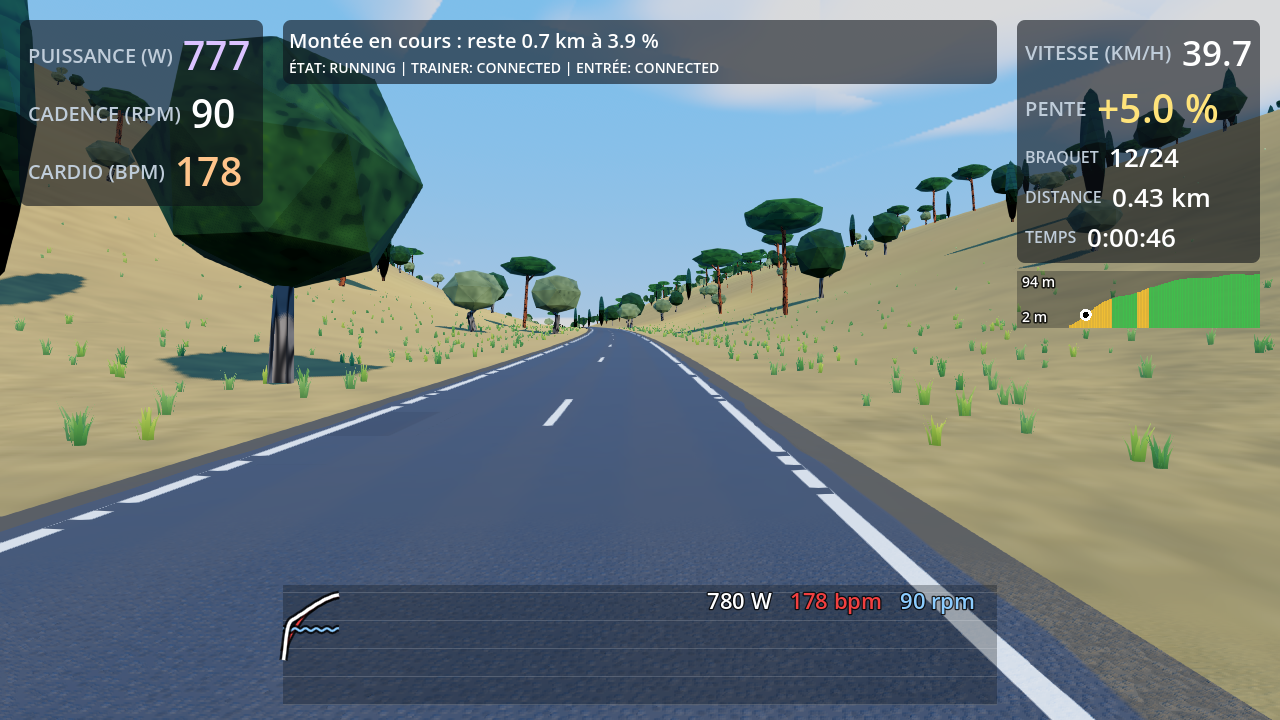 PUISSANCE (W) 777
CADENCE (RPM) 90
CARDIO (BPM) 178
Montée en cours : reste 0.7 km à 3.9 %
ÉTAT: RUNNING | TRAINER: CONNECTED | ENTRÉE: CONNECTED
VITESSE (KM/H) 39.7
PENTE +5.0 %
BRAQUET 12/24
DISTANCE 0.43 km
TEMPS 0:00:46
94 m
2 m
780 W 178 bpm 90 rpm